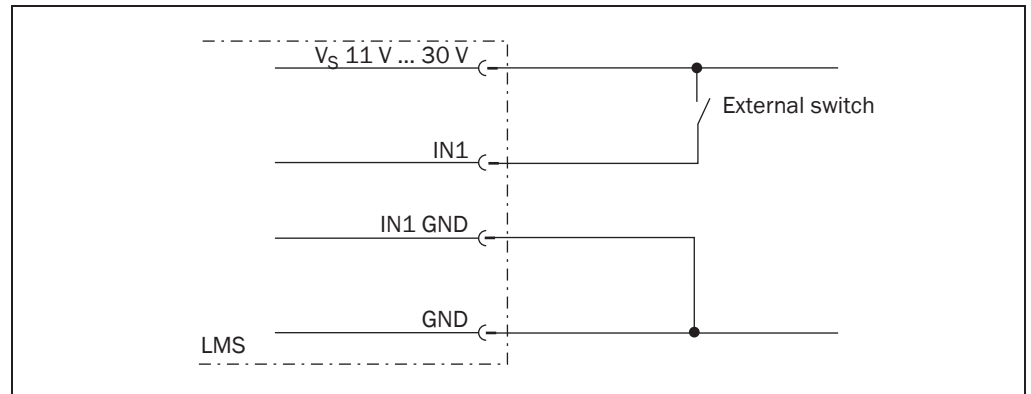 V_S 11 V ... 30 V
External switch
IN1
IN1 GND
GND
LMS